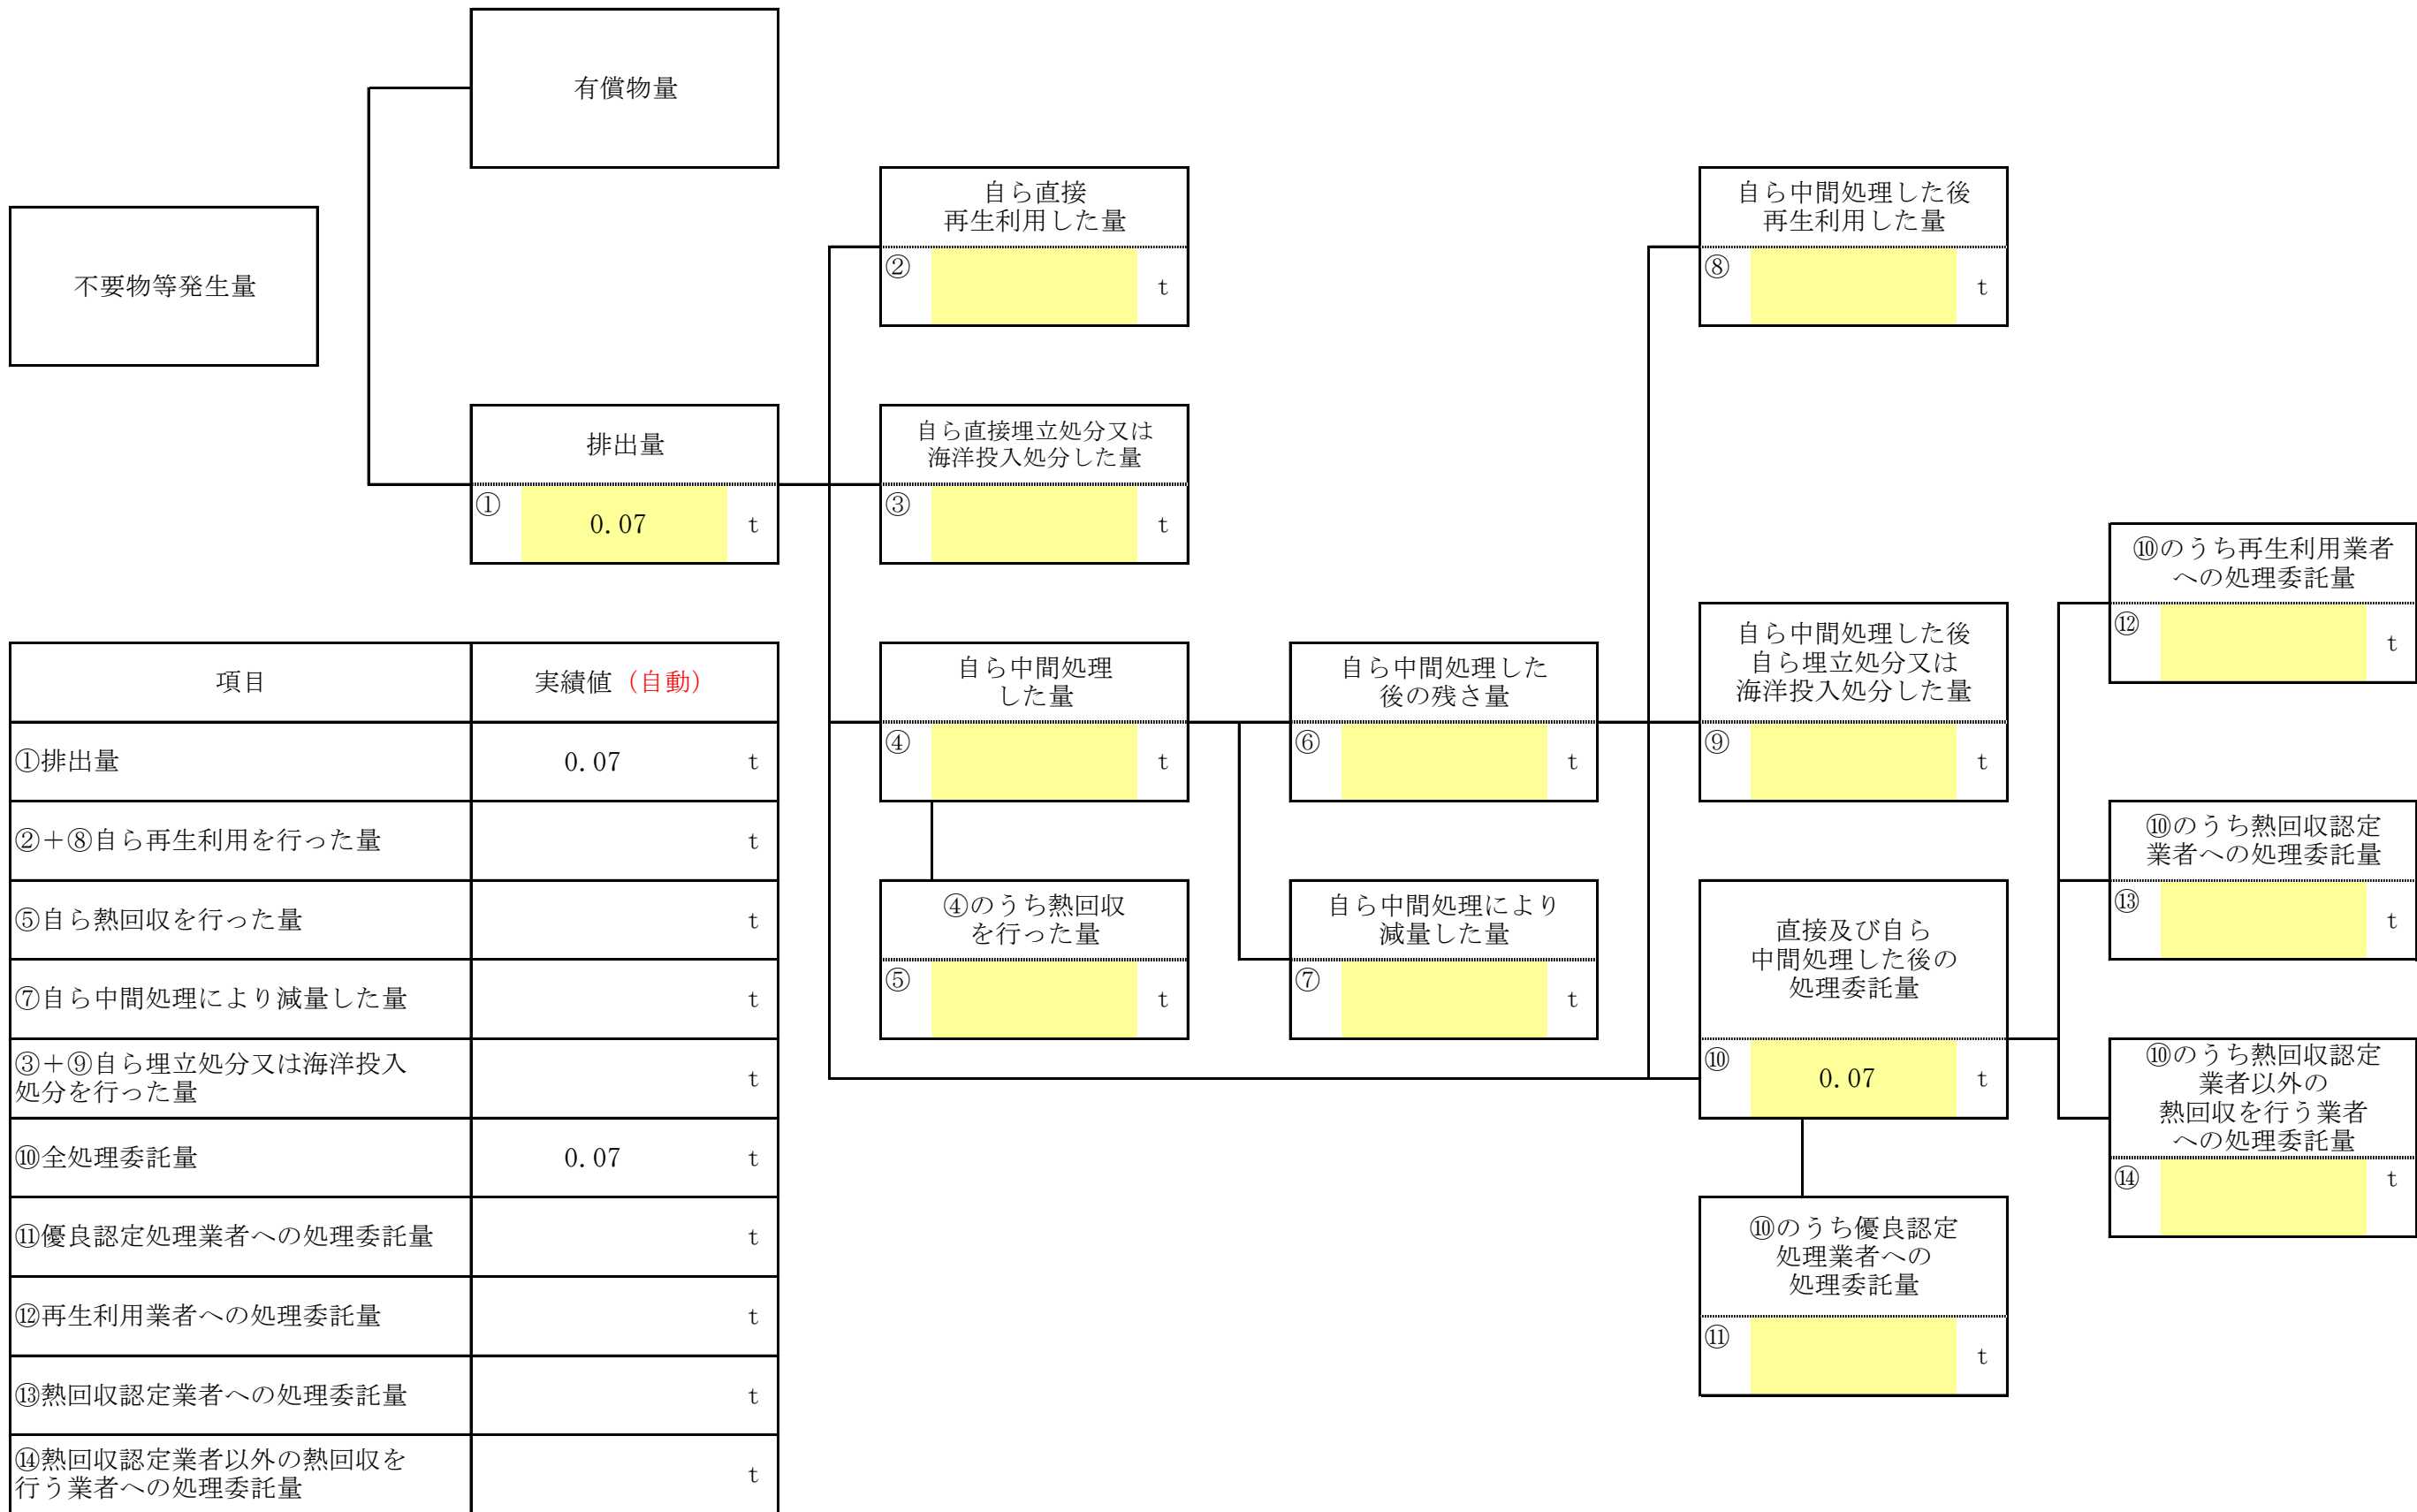 有償物量
不要物等発生量
自ら直接
再生利用した量
②
t
自ら中間処理した後
再生利用した量
⑧
t
排出量
①
0.07
t
自ら直接埋立処分又は
海洋投入処分した量
③
t
⑩のうち再生利用業者
への処理委託量
⑫
t
自ら中間処理
した量
④
t
自ら中間処理した
後の残さ量
⑥
t
自ら中間処理した後
自ら埋立処分又は
海洋投入処分した量
⑨
t
⑩のうち熱回収認定
業者への処理委託量
⑬
t
④のうち熱回収
を行った量
⑤
t
自ら中間処理により
減量した量
⑦
t
直接及び自ら
中間処理した後の
処理委託量
⑩
0.07
t
⑩のうち熱回収認定
業者以外の
熱回収を行う業者
への処理委託量
⑭
t
⑩のうち優良認定
処理業者への
処理委託量
⑪
t
項目 実績値（自動）
①排出量 0.07 t
②＋⑧自ら再生利用を行った量 t
⑤自ら熱回収を行った量 t
⑦自ら中間処理により減量した量 t
③＋⑨自ら埋立処分又は海洋投入
処分を行った量 t
⑩全処理委託量 0.07 t
⑪優良認定処理業者への処理委託量 t
⑫再生利用業者への処理委託量 t
⑬熱回収認定業者への処理委託量 t
⑭熱回収認定業者以外の熱回収を
行う業者への処理委託量 t